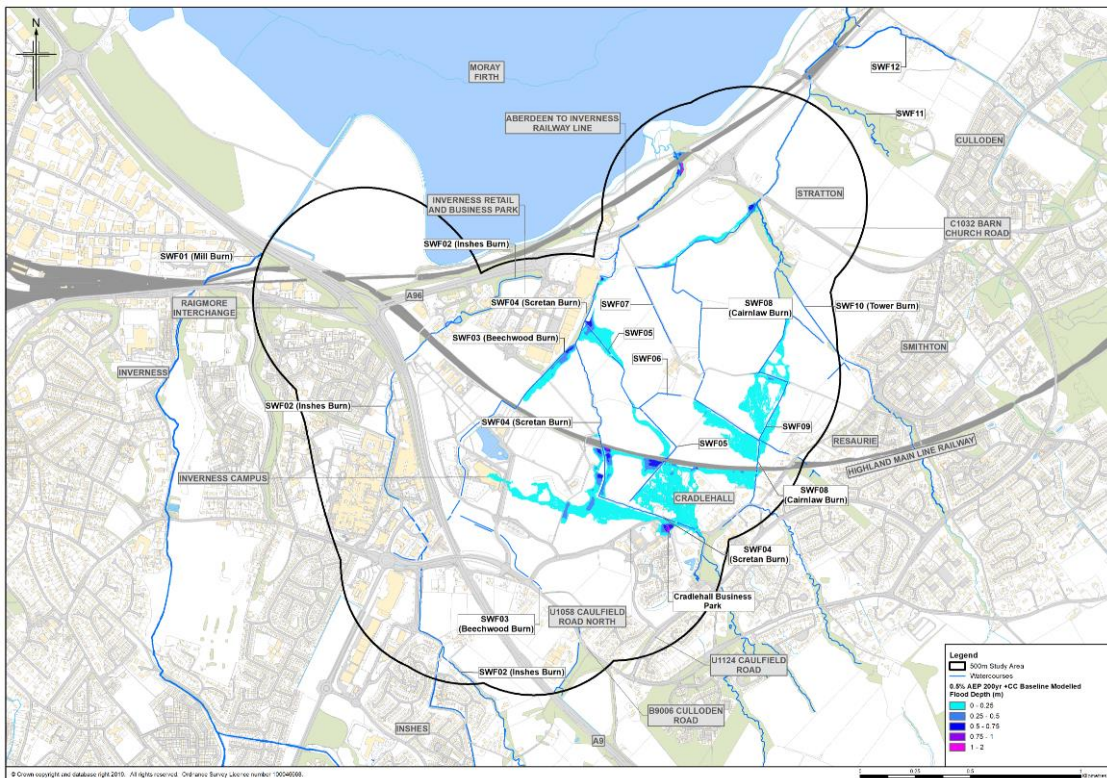 N
MORAY
FIRTH
SWF12
SWF11
ABERDEEN TO INVERNESS
RAILWAY LINE
CULLODEN
STRATTON
INVERNESS RETAIL
AND BUSINESS PARK
C1032 BARN
CHURCH ROAD
SWF02 (Inshes Burn)
SWF01 (Mill Burn)
RAIGMORE
INTERCHANGE
A96
SWF04 (Scretan Burn)
SWF07
SWF08
(Cairnlaw Burn)
SWF10 (Tower Burn)
SWF03 (Beechwood Burn)
SWF05
SWF06
SMITHTON
INVERNESS
SWF02 (Inshes Burn)
SWF04 (Scretan Burn)
SWF05
SWF09
RESAURIE
HIGHLAND MAIN LINE RAILWAY
INVERNESS CAMPUS
CRADLEHALL
SWF08
(Cairnlaw Burn)
SWF04
(Scretan Burn)
Cradlehall Business
Park
SWF03
(Beechwood Burn)
U1058 CAULFIELD
ROAD NORTH
U1124 CAULFIELD
ROAD
SWF02 (Inshes Burn)
B9006 CULLODEN
ROAD
INSHES
A9
Legend
500m Study Area
Watercourses
0.5% AEP 200yr +CC Baseline Modelled
Flood Depth (m)
0 - 0.25
0.25 - 0.5
0.5 - 0.75
0.75 - 1
1 - 2
© Crown copyright and database right 2019. All rights reserved. Ordnance Survey Licence number